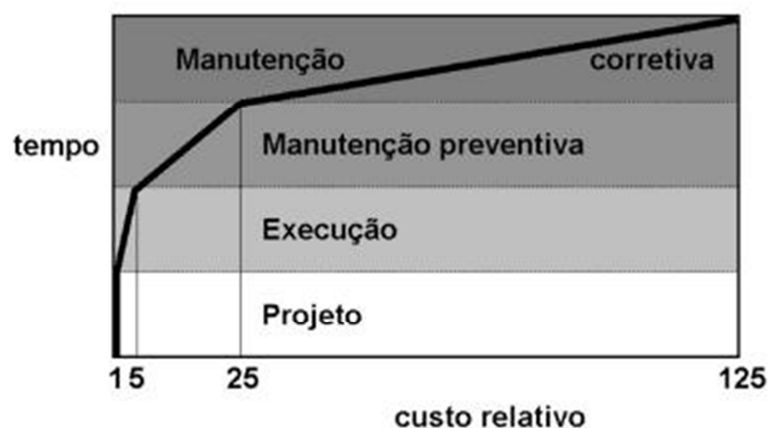 Manutenção corretiva
tempo
Manutenção preventiva
Execução
Projeto
1 5 25 125
custo relativo